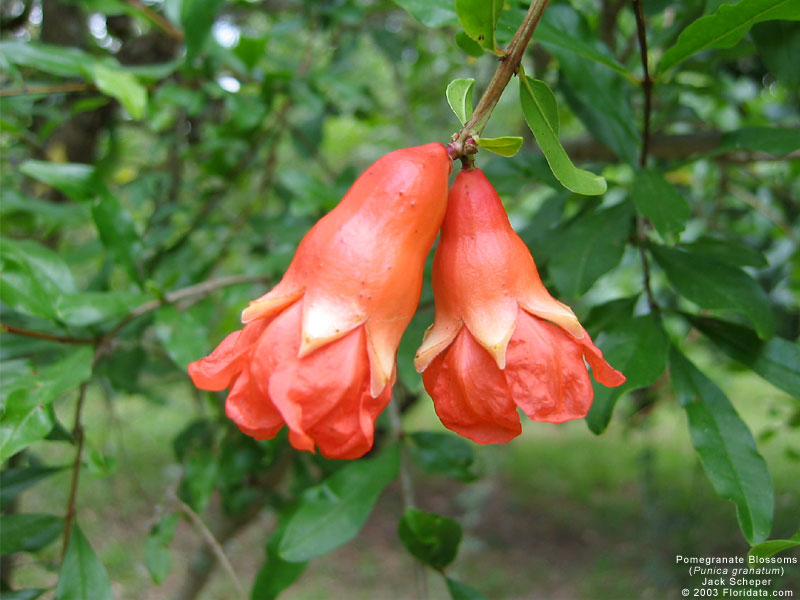 Pomegranate Blossoms
(Punica granatum)
Jack Scheper
© 2003 Floridata.com